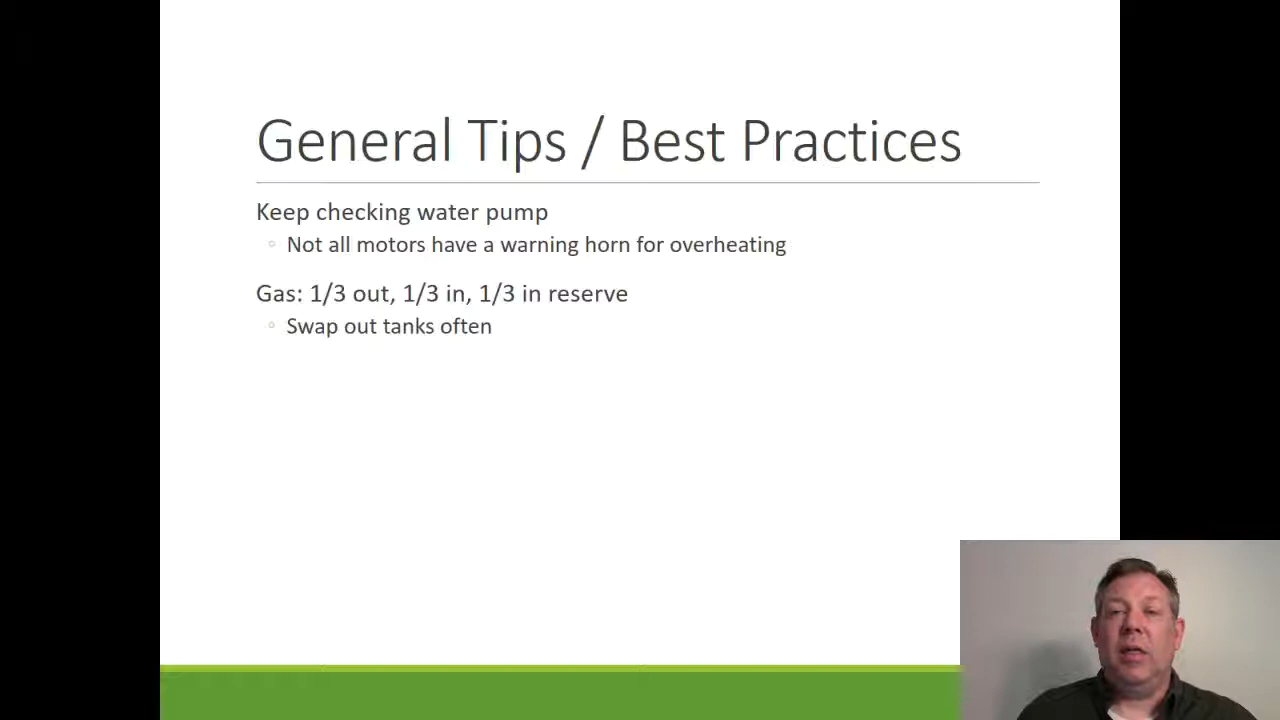 General Tips / Best Practices
Keep checking water pump
Not all motors have a warning horn for overheating
Gas: 1/3 out, 1/3 in, 1/3 in reserve
Swap out tanks often